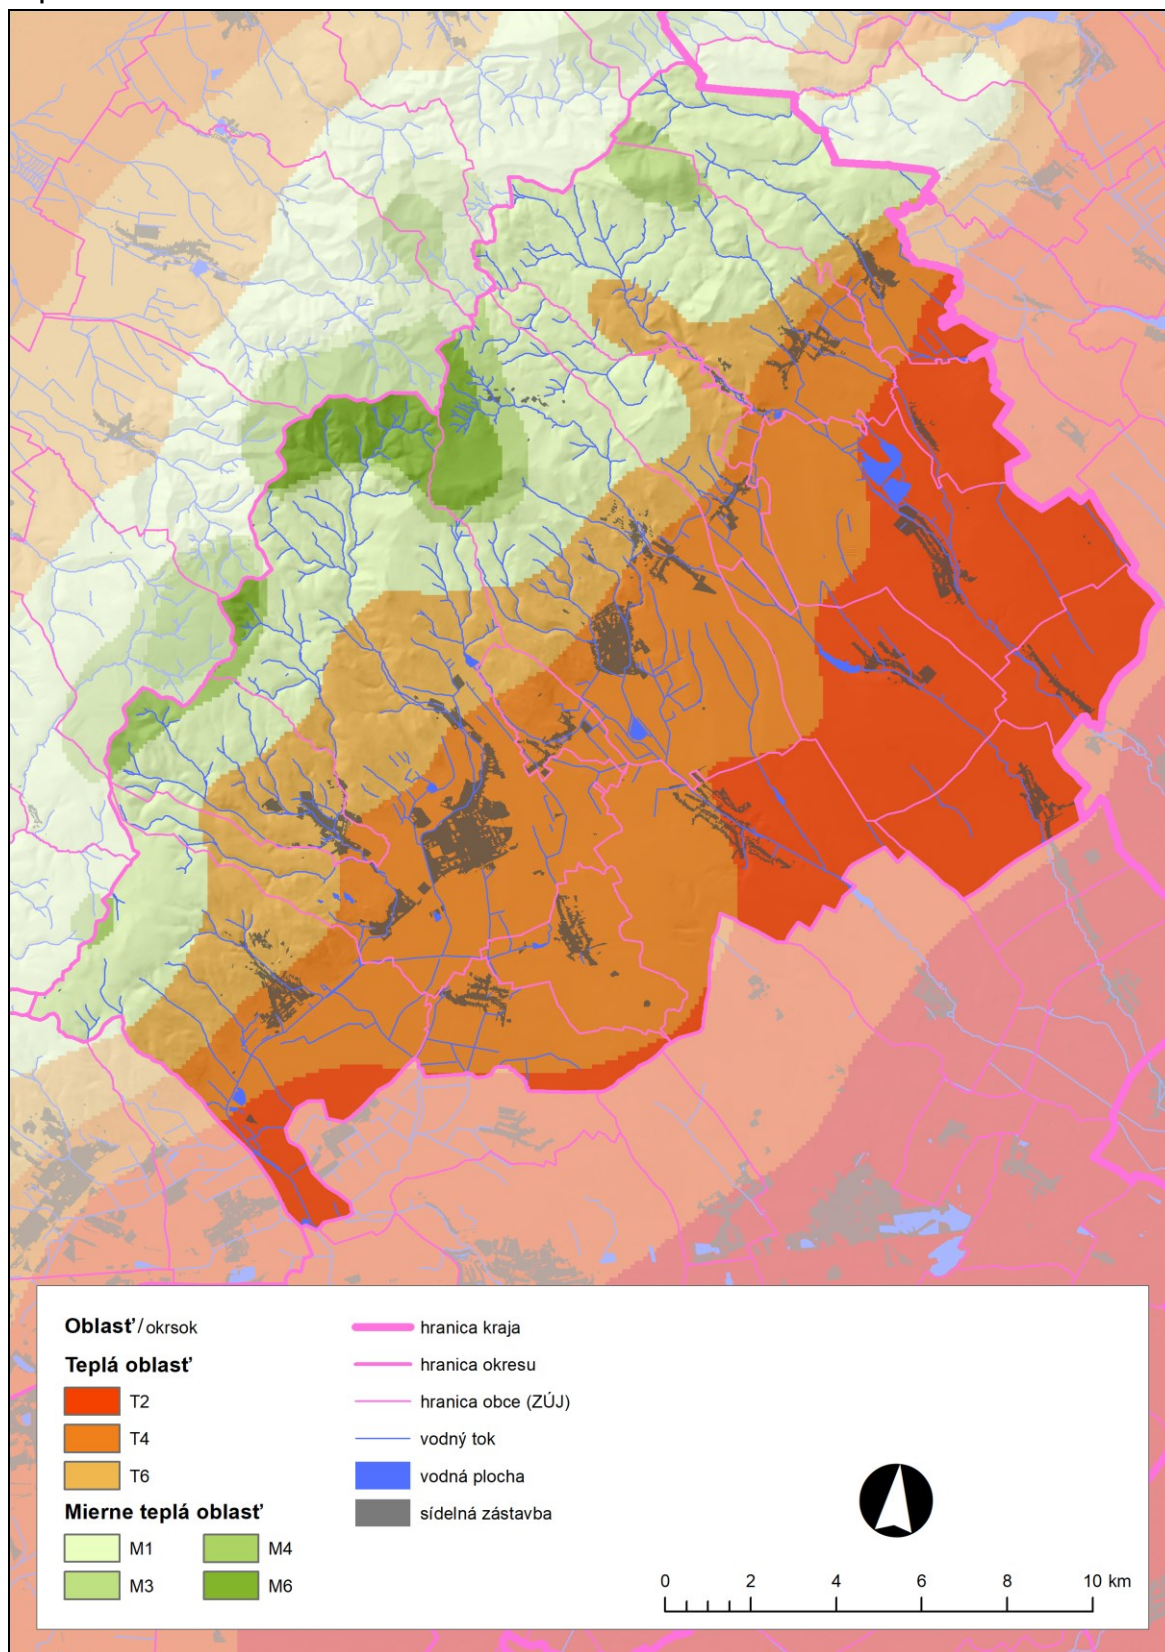 Oblasť/okrsok
Teplá oblasť
T2
T4
T6
Mierne teplá oblasť
M1
M3
M4
M6
hranica kraja
hranica okresu
hranica obce (ZÚJ)
vodný tok
vodná plocha
sídelná zástavba
0 2 4 6 8 10 km